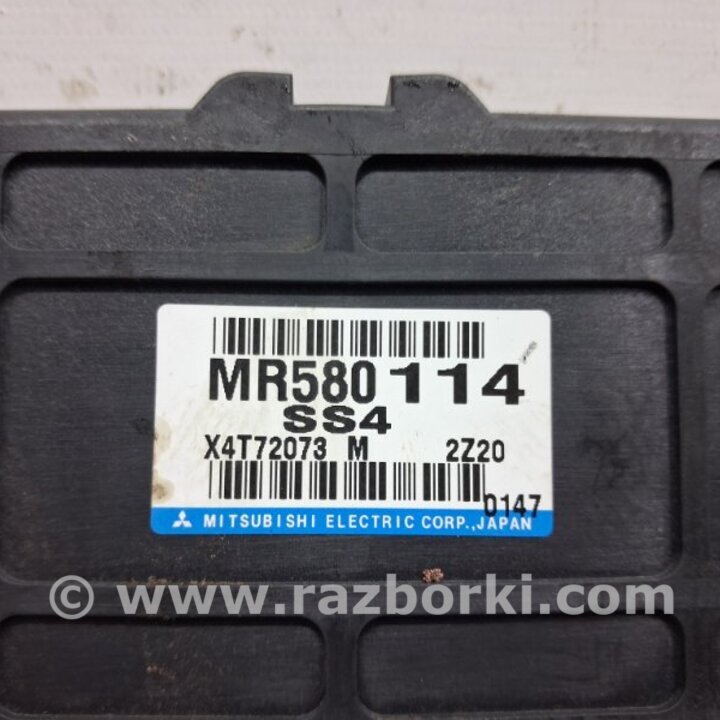 MR580 114
SS4
X4T72073 M 2Z20
0147
MITSUBISHI ELECTRIC CORP.,JAPAN
© www.razborki.com